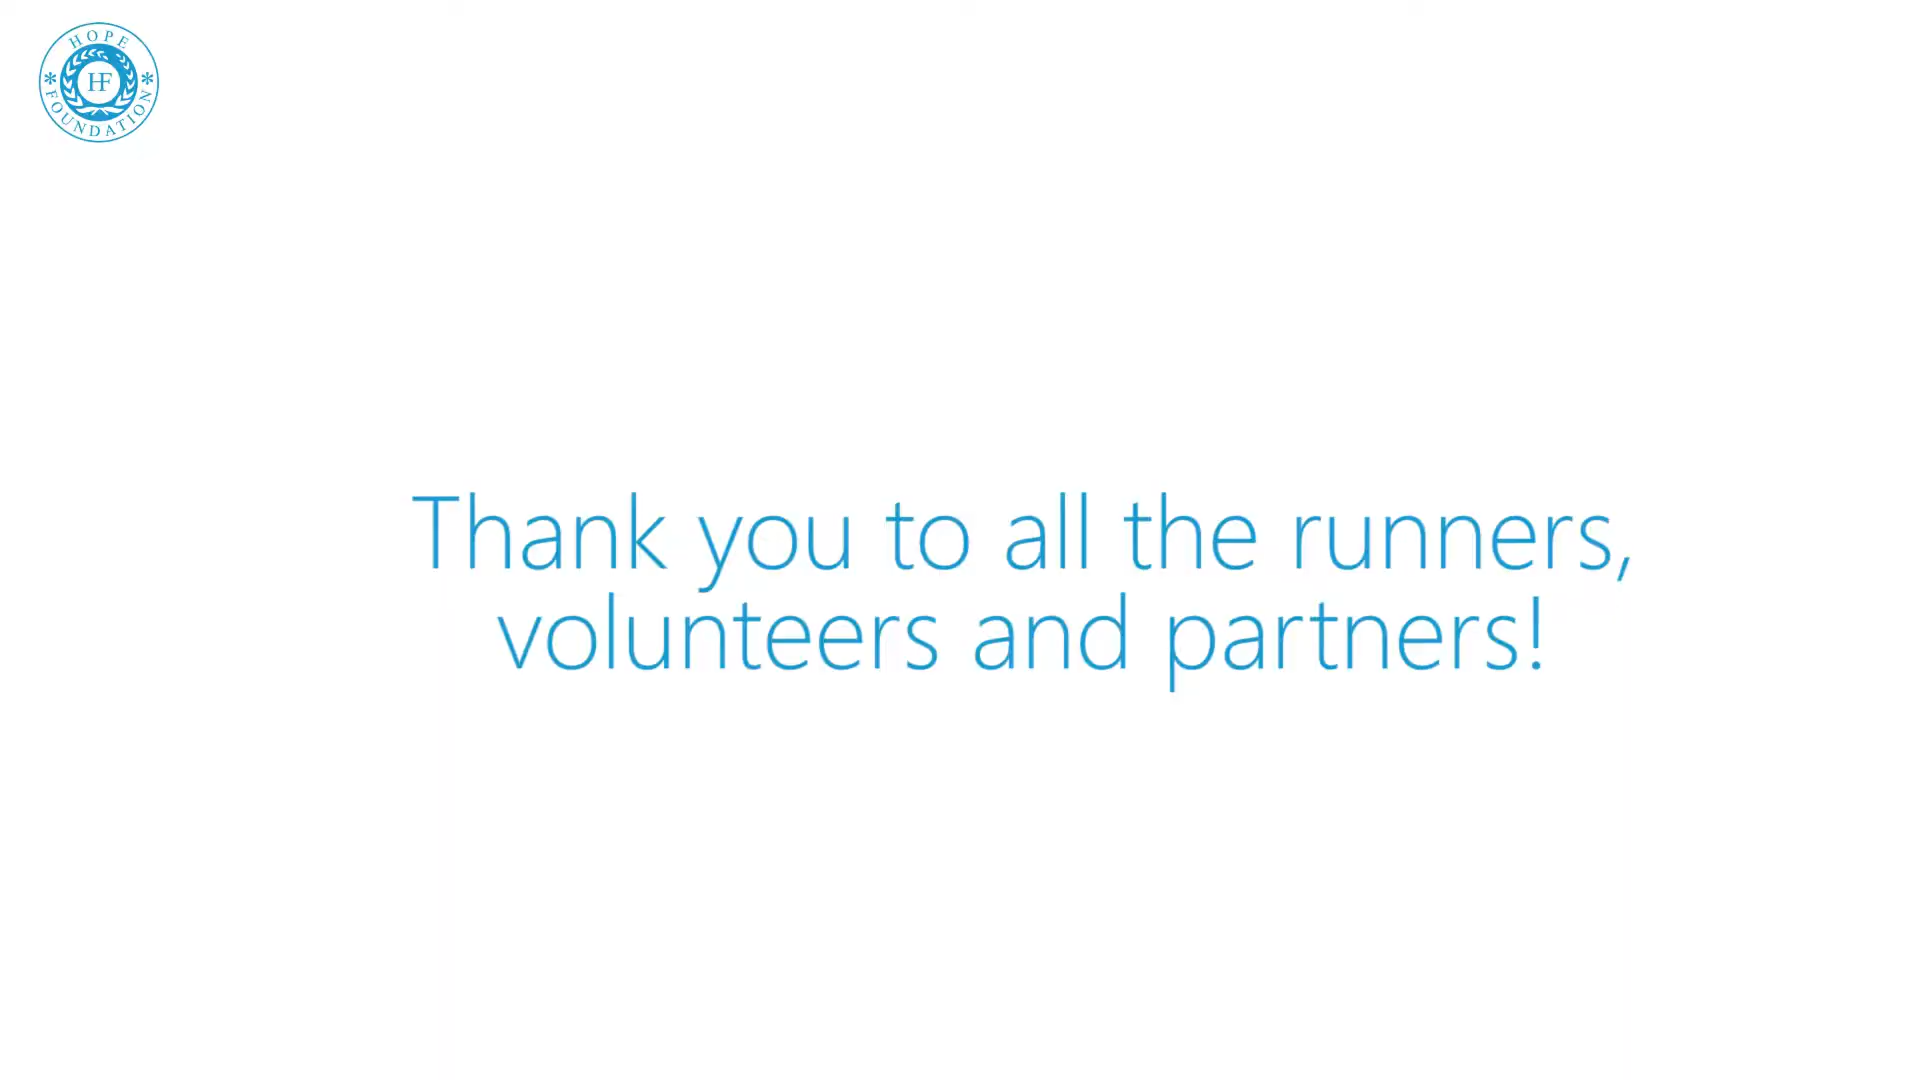 HOPE
HF
FOUNDATION
Thank you to all the runners,
volunteers and partners!